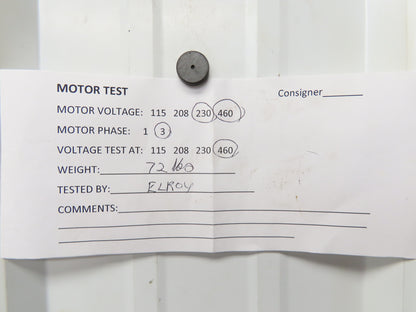 MOTOR TEST Consigner
MOTOR VOLTAGE: 115 208 230 460
MOTOR PHASE: 1 3
VOLTAGE TEST AT: 115 208 230 460
WEIGHT: 72
TESTED BY: ELROY
COMMENTS: